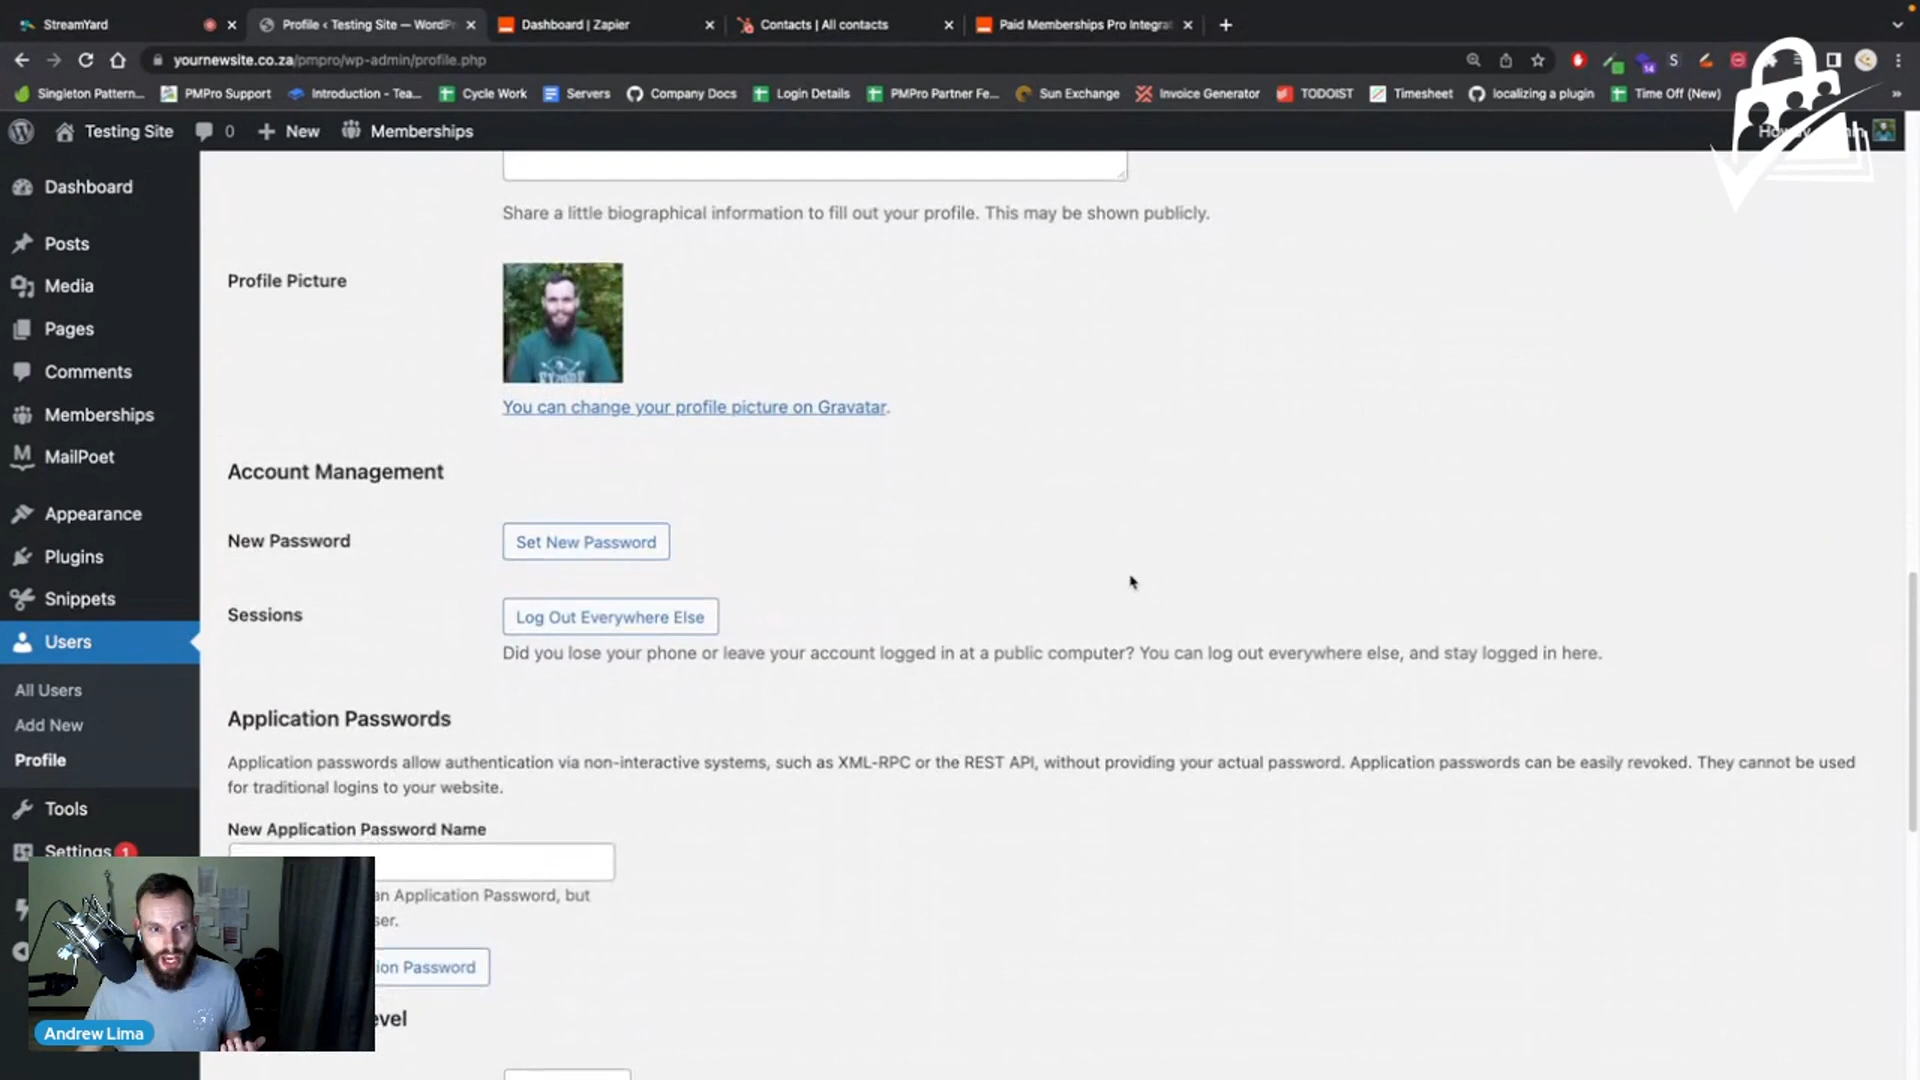 StreamYard
Profile ‹ Testing Site — WordPr
Dashboard | Zapier
Contacts | All contacts
Paid Memberships Pro Integra
yournewsite.co.za/pmpro/wp-admin/profile.php
14
Singleton Pattern...
PMPro Support
Introduction - Tea...
Cycle Work
Servers
Company Docs
Login Details
PMPro Partner Fe...
Sun Exchange
Invoice Generator
TODOIST
Timesheet
localizing a plugin
Time Off (New)
»
Testing Site
0
New
Memberships
Dashboard
Posts
Media
Pages
Comments
Memberships
MailPoet
Appearance
Plugins
Snippets
Users
All Users
Add New
Profile
Tools
Settings 1
Share a little biographical information to fill out your profile. This may be shown publicly.
Profile Picture
You can change your profile picture on Gravatar.
Account Management
New Password
Set New Password
Sessions
Log Out Everywhere Else
Did you lose your phone or leave your account logged in at a public computer? You can log out everywhere else, and stay logged in here.
Application Passwords
Application passwords allow authentication via non-interactive systems, such as XML-RPC or the REST API, without providing your actual password. Application passwords can be easily revoked. They cannot be used
for traditional logins to your website.
New Application Password Name
an Application Password, but
ser.
ion Password
evel
Andrew Lima